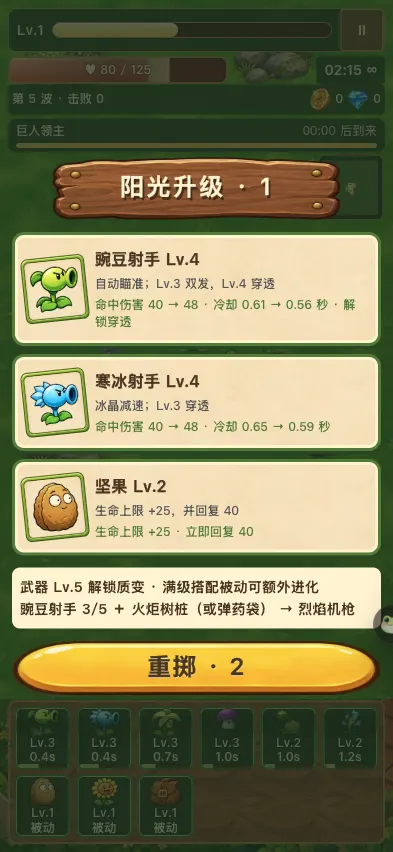 Lv.1
II
♥ 80 / 125
02:15 ∞
第 5 波 · 击败 0
0
0
巨人领主
00:00 后到来
阳光升级 · 1
豌豆射手 Lv.4
自动瞄准；Lv.3 双发，Lv.4 穿透
命中伤害 40 → 48 · 冷却 0.61 → 0.56 秒 · 解
锁穿透
寒冰射手 Lv.4
冰晶减速；Lv.3 穿透
命中伤害 40 → 48 · 冷却 0.65 → 0.59 秒
坚果 Lv.2
生命上限 +25，并回复 40
生命上限 +25 · 立即回复 40
武器 Lv.5 解锁质变 · 满级搭配被动可额外进化
豌豆射手 3/5 + 火炬树桩（或弹药袋） → 烈焰机枪
重掷 · 2
Lv.3
0.4s
Lv.3
0.4s
Lv.3
0.7s
Lv.3
1.0s
Lv.2
1.0s
Lv.2
1.2s
Lv.1
被动
Lv.1
被动
Lv.1
被动